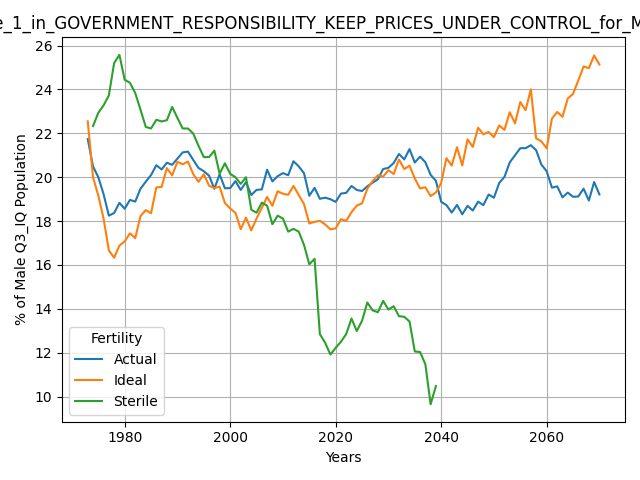 e_1_in_GOVERNMENT_RESPONSIBILITY_KEEP_PRICES_UNDER_CONTROL_for_M
% of Male Q3_IQ Population
26
24
22
20
18
16
14
12
10
Fertility
Actual
Ideal
Sterile
1980 2000 2020 2040 2060
Years